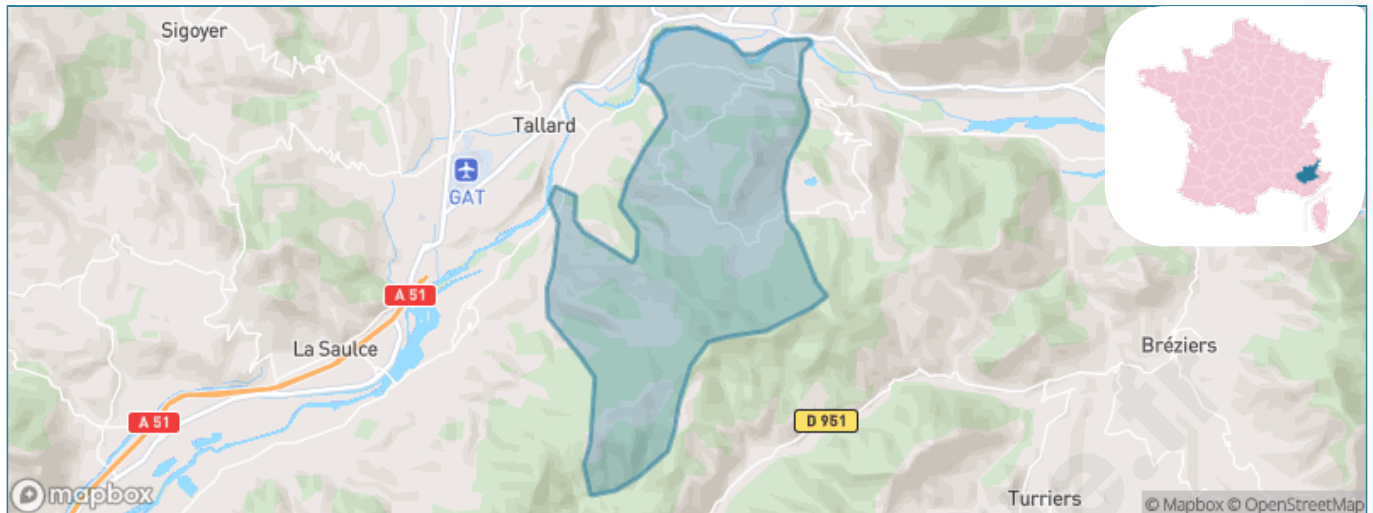 Sigoyer
Tallard
GAT
A 51
La Saulce
Bréziers
A 51
D 951
Turriers
mapbox
© Mapbox © OpenStreetMap